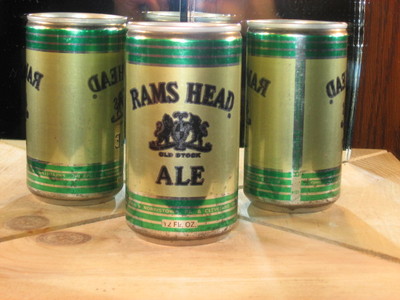 RAMS HEAD
OLD STOCK
ALE
12 FL. OZ.